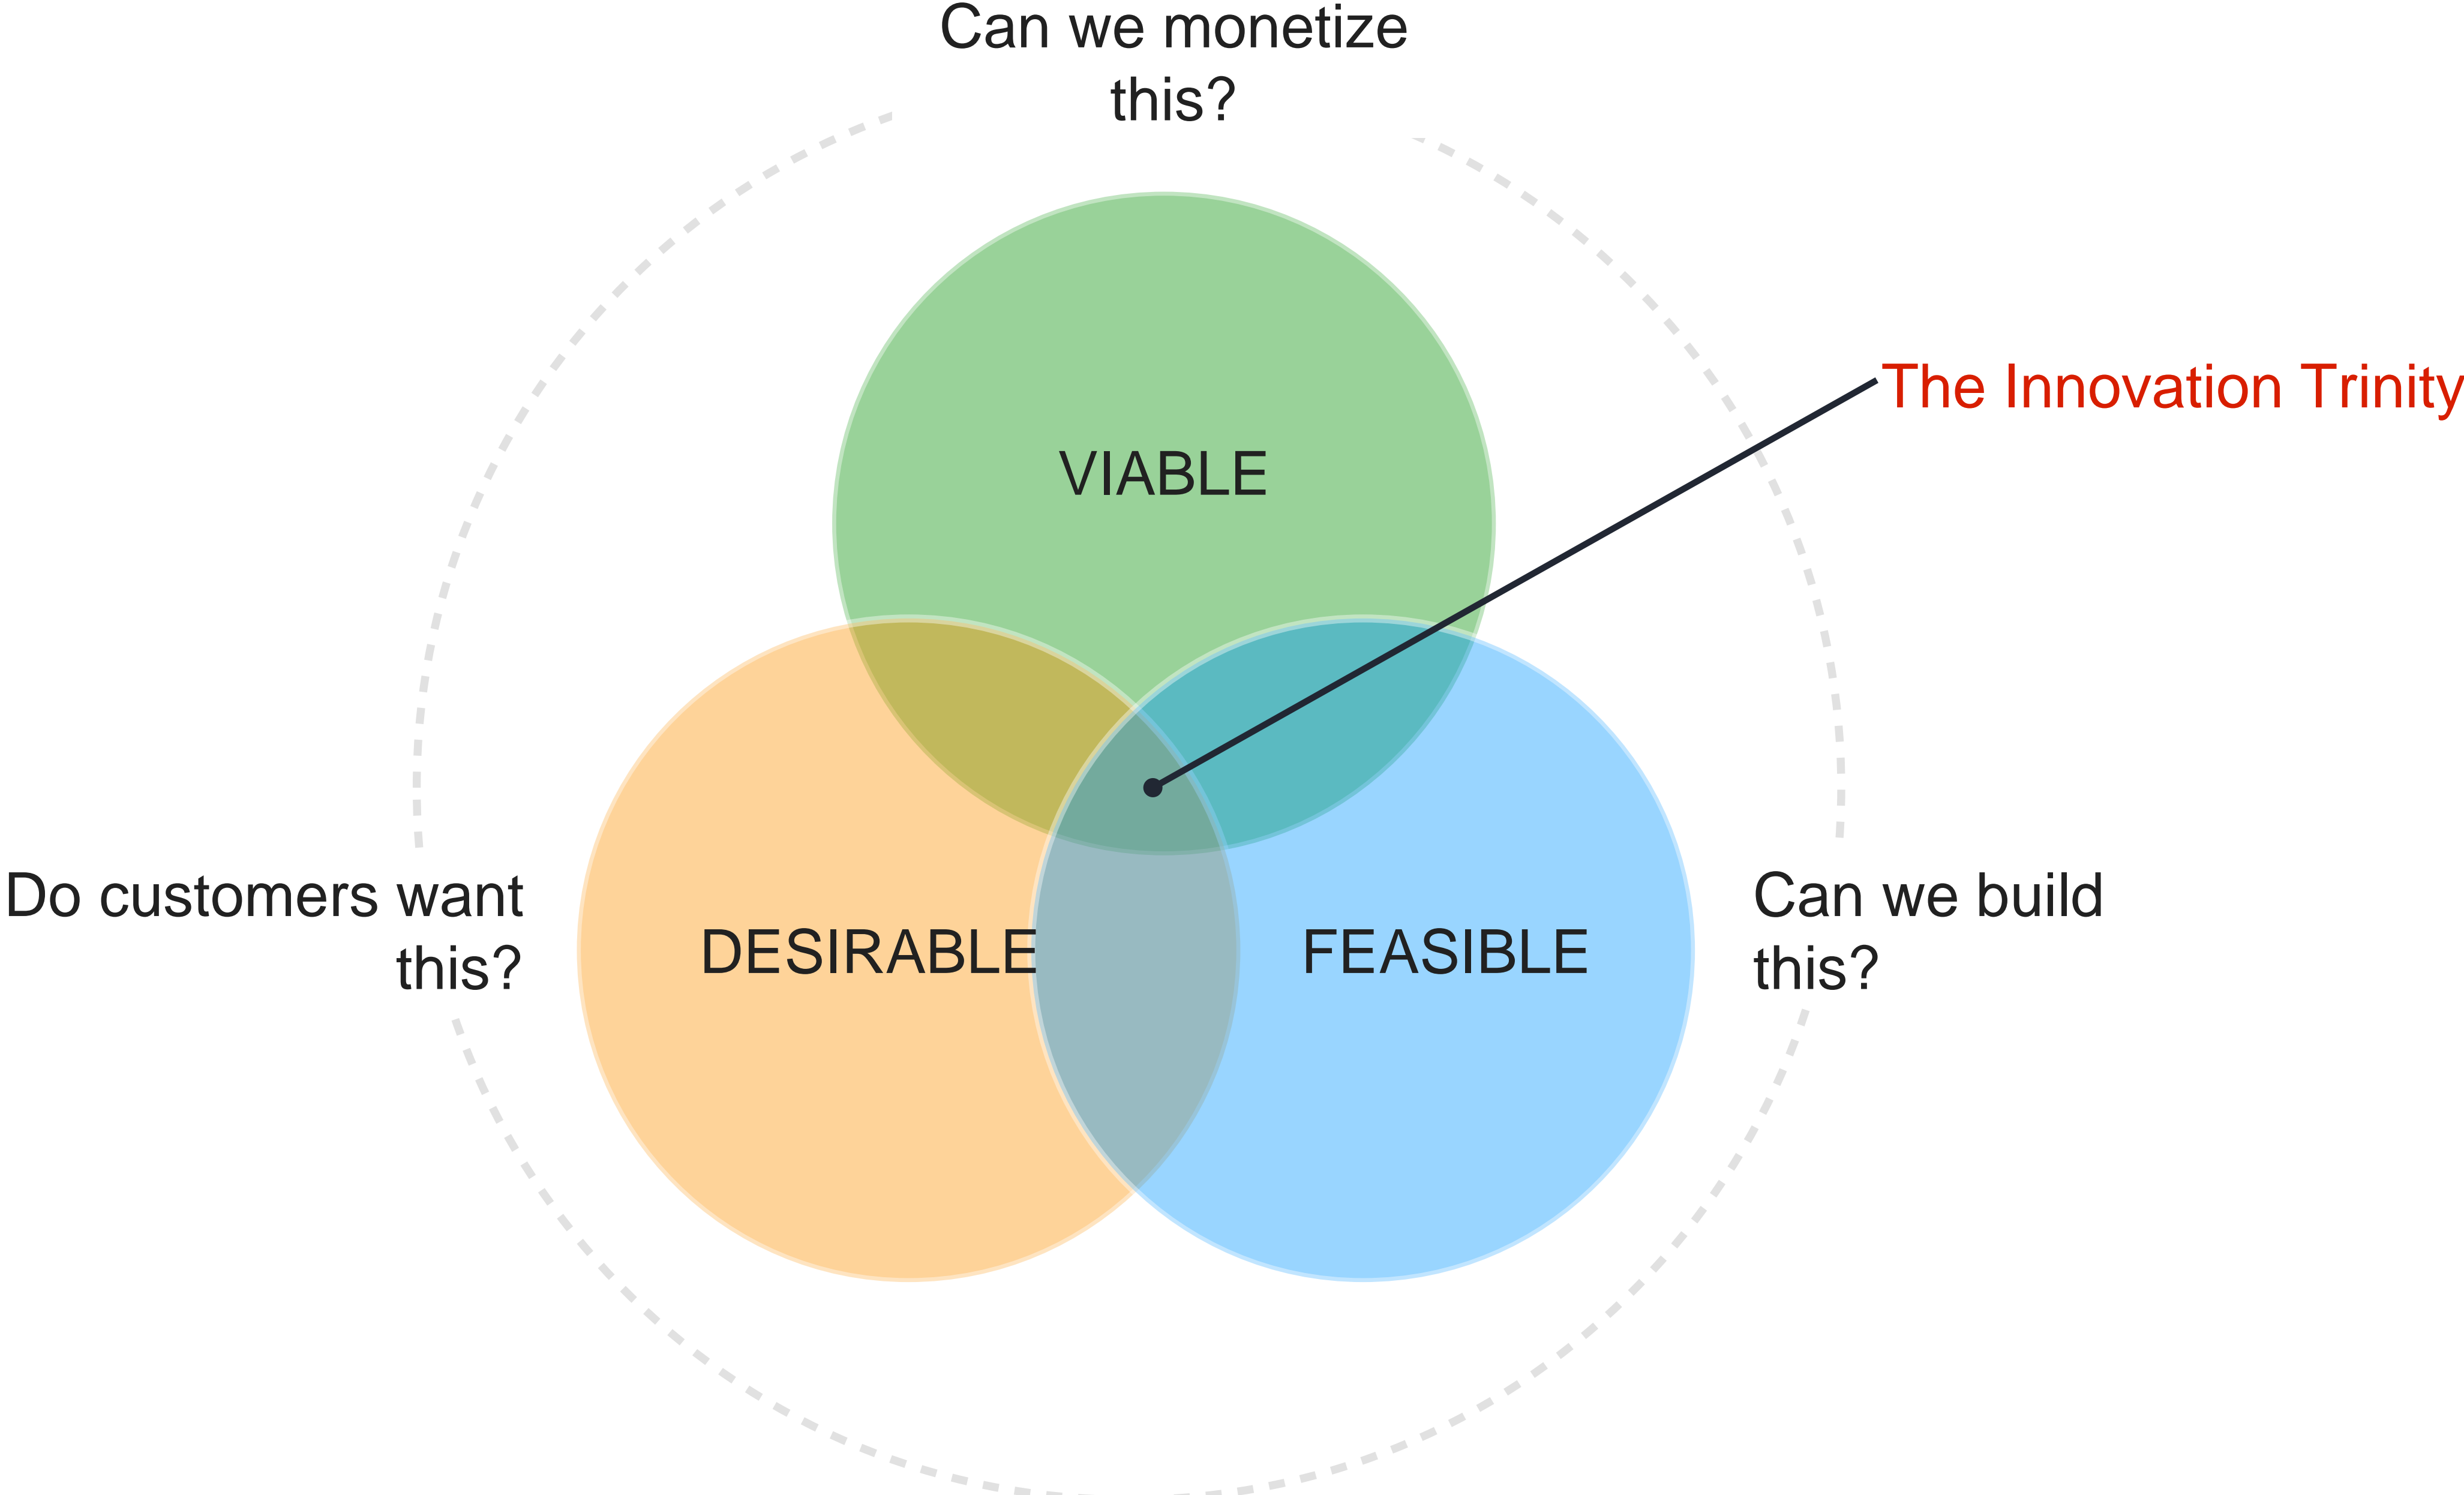 Can we monetize
this?
The Innovation Trinity
VIABLE
Do customers want
this?
DESIRABLE
FEASIBLE
Can we build
this?